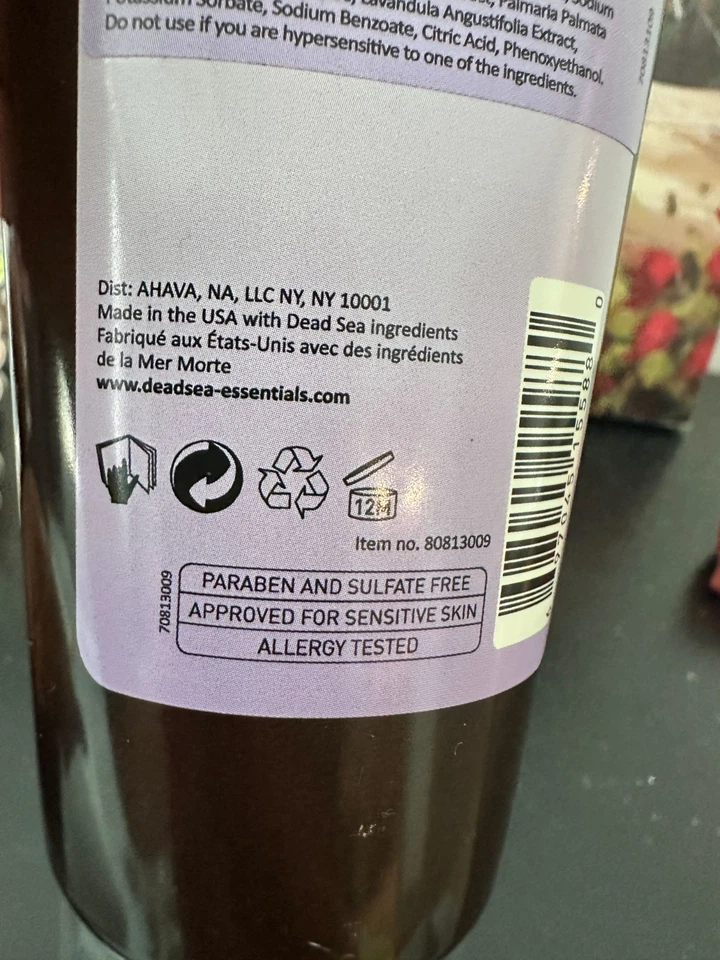 Palmaria Palmata
Sorbate, Lavandula Angustifolia Extract,
Sodium Benzoate, Citric Acid, Phenoxyethanol.
Do not use if you are hypersensitive to one of the ingredients.
Dist: AHAVA, NA, LLC NY, NY 10001
Made in the USA with Dead Sea ingredients
Fabriqué aux États-Unis avec des ingrédients
de la Mer Morte
www.deadsea-essentials.com
12M
Item no. 80813009
70813009
PARABEN AND SULFATE FREE
APPROVED FOR SENSITIVE SKIN
ALLERGY TESTED